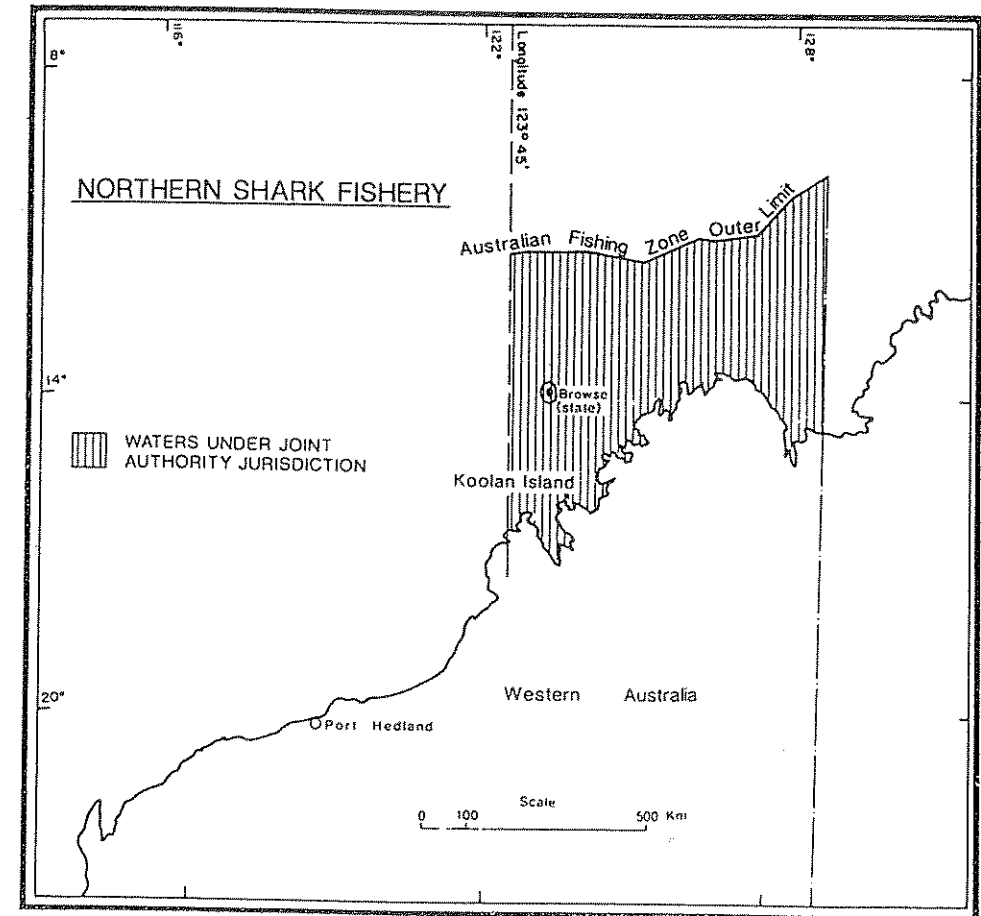 116°
122°
128°
8°
Longitude 123° 45'
NORTHERN SHARK FISHERY
Australian Fishing Zone Outer Limit
14°
Browse
(state)
WATERS UNDER JOINT
AUTHORITY JURISDICTION
Koolan Island
Western Australia
20°
Port Hedland
Scale
0 100 500 Km